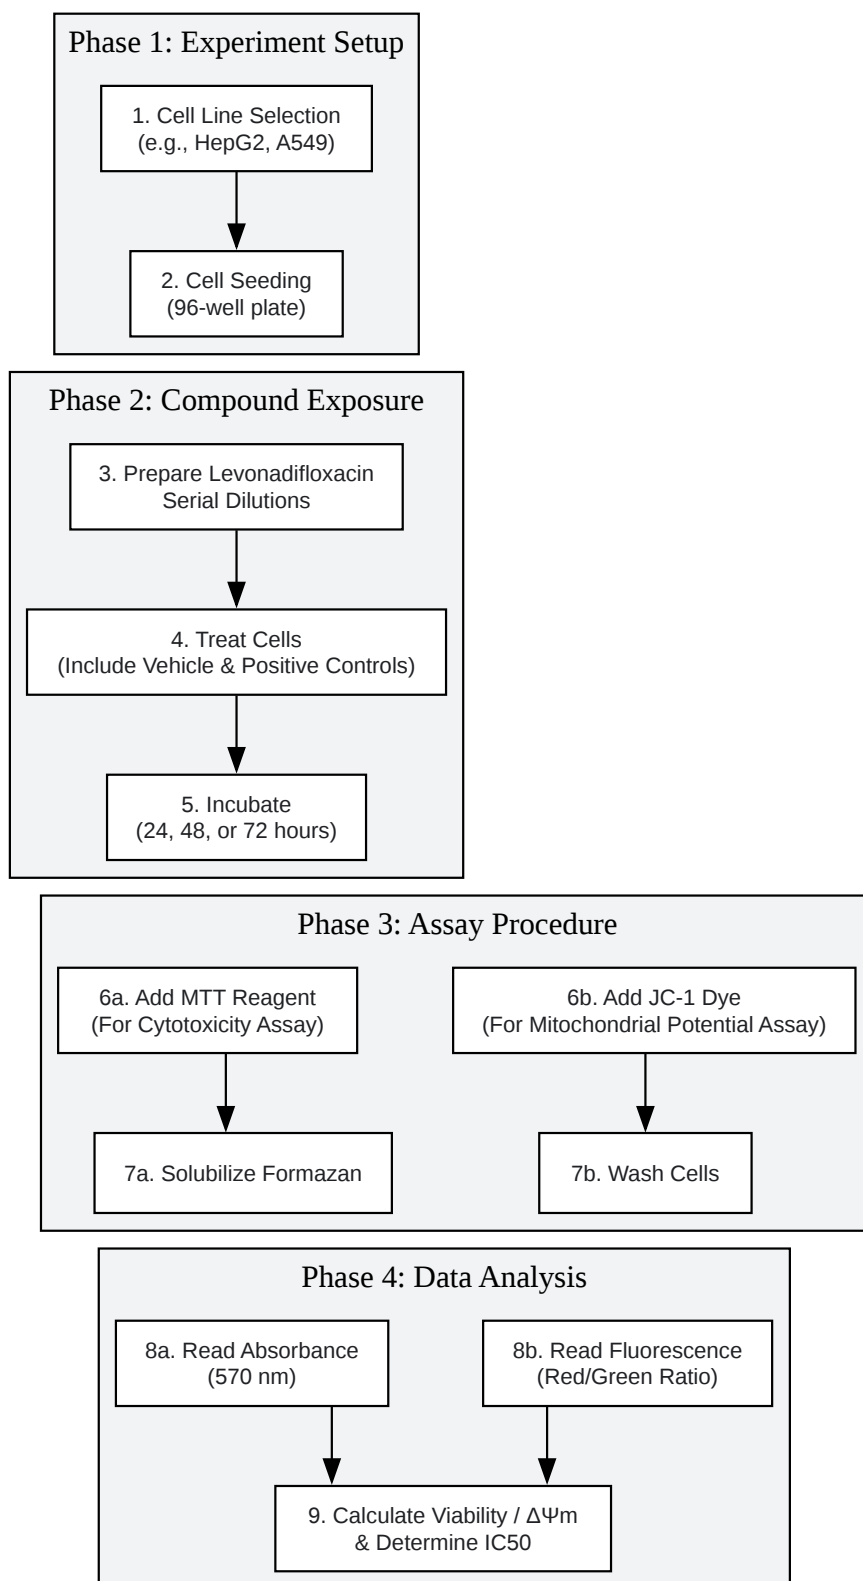 Phase 1: Experiment Setup
1. Cell Line Selection
(e.g., HepG2, A549)
2. Cell Seeding
(96-well plate)
Phase 2: Compound Exposure
3. Prepare Levonadifloxacin
Serial Dilutions
4. Treat Cells
(Include Vehicle & Positive Controls)
5. Incubate
(24, 48, or 72 hours)
Phase 3: Assay Procedure
6a. Add MTT Reagent
(For Cytotoxicity Assay)
6b. Add JC-1 Dye
(For Mitochondrial Potential Assay)
7a. Solubilize Formazan
7b. Wash Cells
Phase 4: Data Analysis
8a. Read Absorbance
(570 nm)
8b. Read Fluorescence
(Red/Green Ratio)
9. Calculate Viability / ΔΨm
& Determine IC50